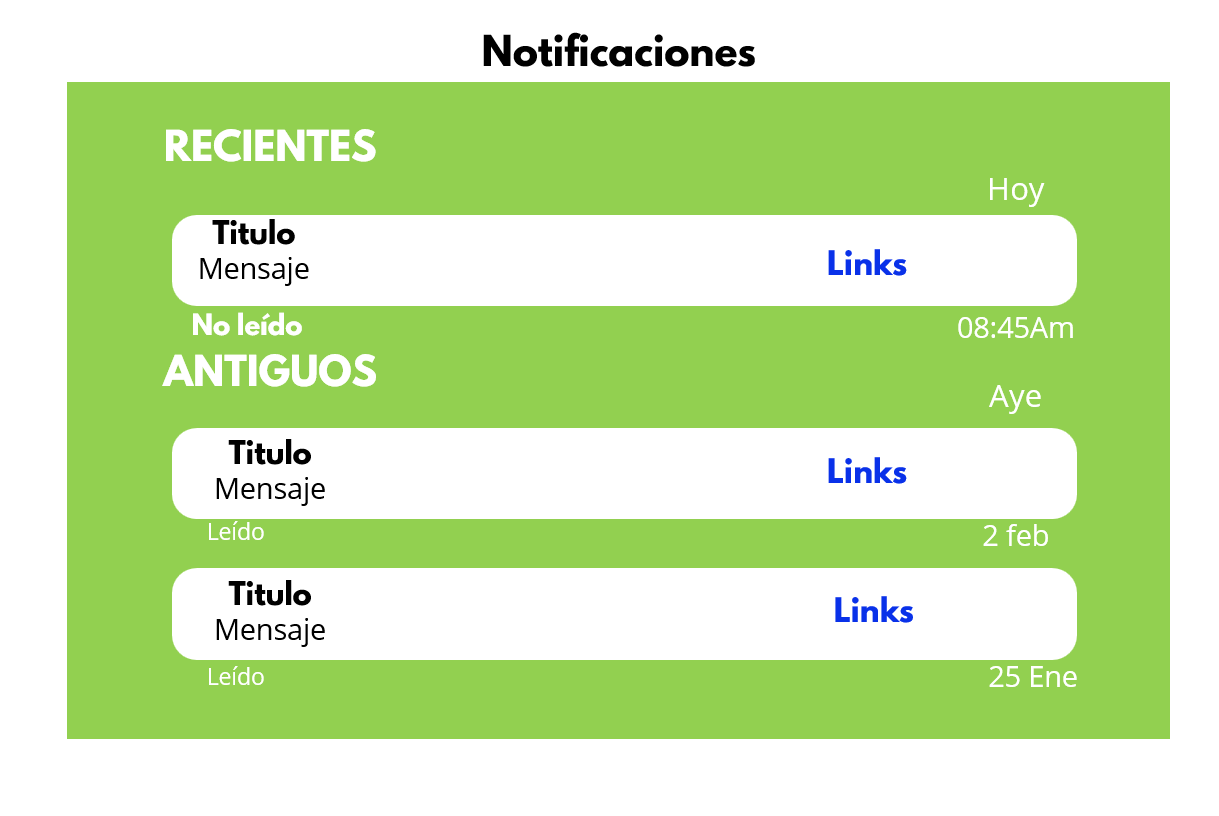 Notificaciones
RECIENTES
Hoy
Titulo
Mensaje
Links
No leído
08:45Am
ANTIGUOS
Aye
Titulo
Mensaje
Links
Leído
2 feb
Titulo
Mensaje
Links
Leído
25 Ene